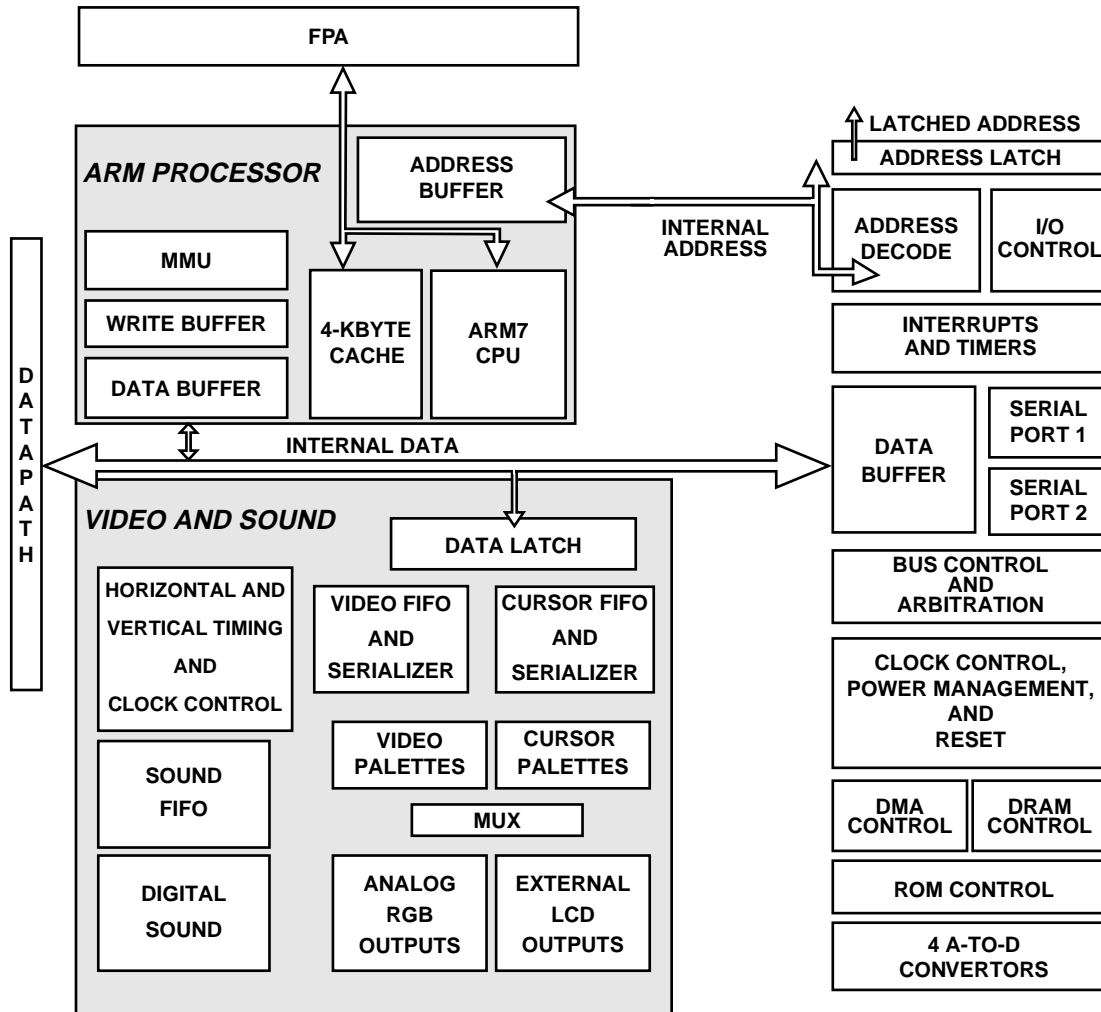 FPA
ARM PROCESSOR
ADDRESS
BUFFER
MMU
WRITE BUFFER
DATA BUFFER
4-KBYTE
CACHE
ARM7
CPU
INTERNAL
ADDRESS
LATCHED ADDRESS
ADDRESS LATCH
ADDRESS
DECODE
I/O
CONTROL
INTERRUPTS
AND TIMERS
DATAPATH
INTERNAL DATA
DATA
BUFFER
SERIAL
PORT 1
SERIAL
PORT 2
VIDEO AND SOUND
DATA LATCH
HORIZONTAL AND
VERTICAL TIMING
AND
CLOCK CONTROL
VIDEO FIFO
AND
SERIALIZER
CURSOR FIFO
AND
SERIALIZER
SOUND
FIFO
VIDEO
PALETTES
CURSOR
PALETTES
MUX
DIGITAL
SOUND
ANALOG
RGB
OUTPUTS
EXTERNAL
LCD
OUTPUTS
BUS CONTROL
AND
ARBITRATION
CLOCK CONTROL,
POWER MANAGEMENT,
AND
RESET
DMA
CONTROL
DRAM
CONTROL
ROM CONTROL
4 A-TO-D
CONVERTORS